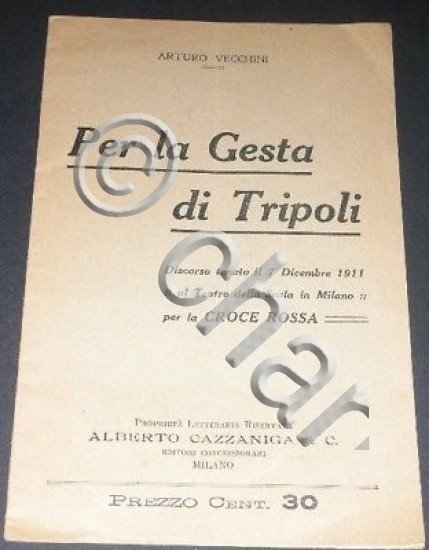 ARTURO VECCHINI
Per la Gesta
di Tripoli
Discorso tenuto il 7 Dicembre 1911
:: al Teatro della Scala in Milano ::
per la CROCE ROSSA
PROPRIETÀ LETTERARIA RISERVATA
ALBERTO CAZZANIGA & C.
EDITORI CONCESSIONARI
MILANO
PREZZO CENT. 30
© char